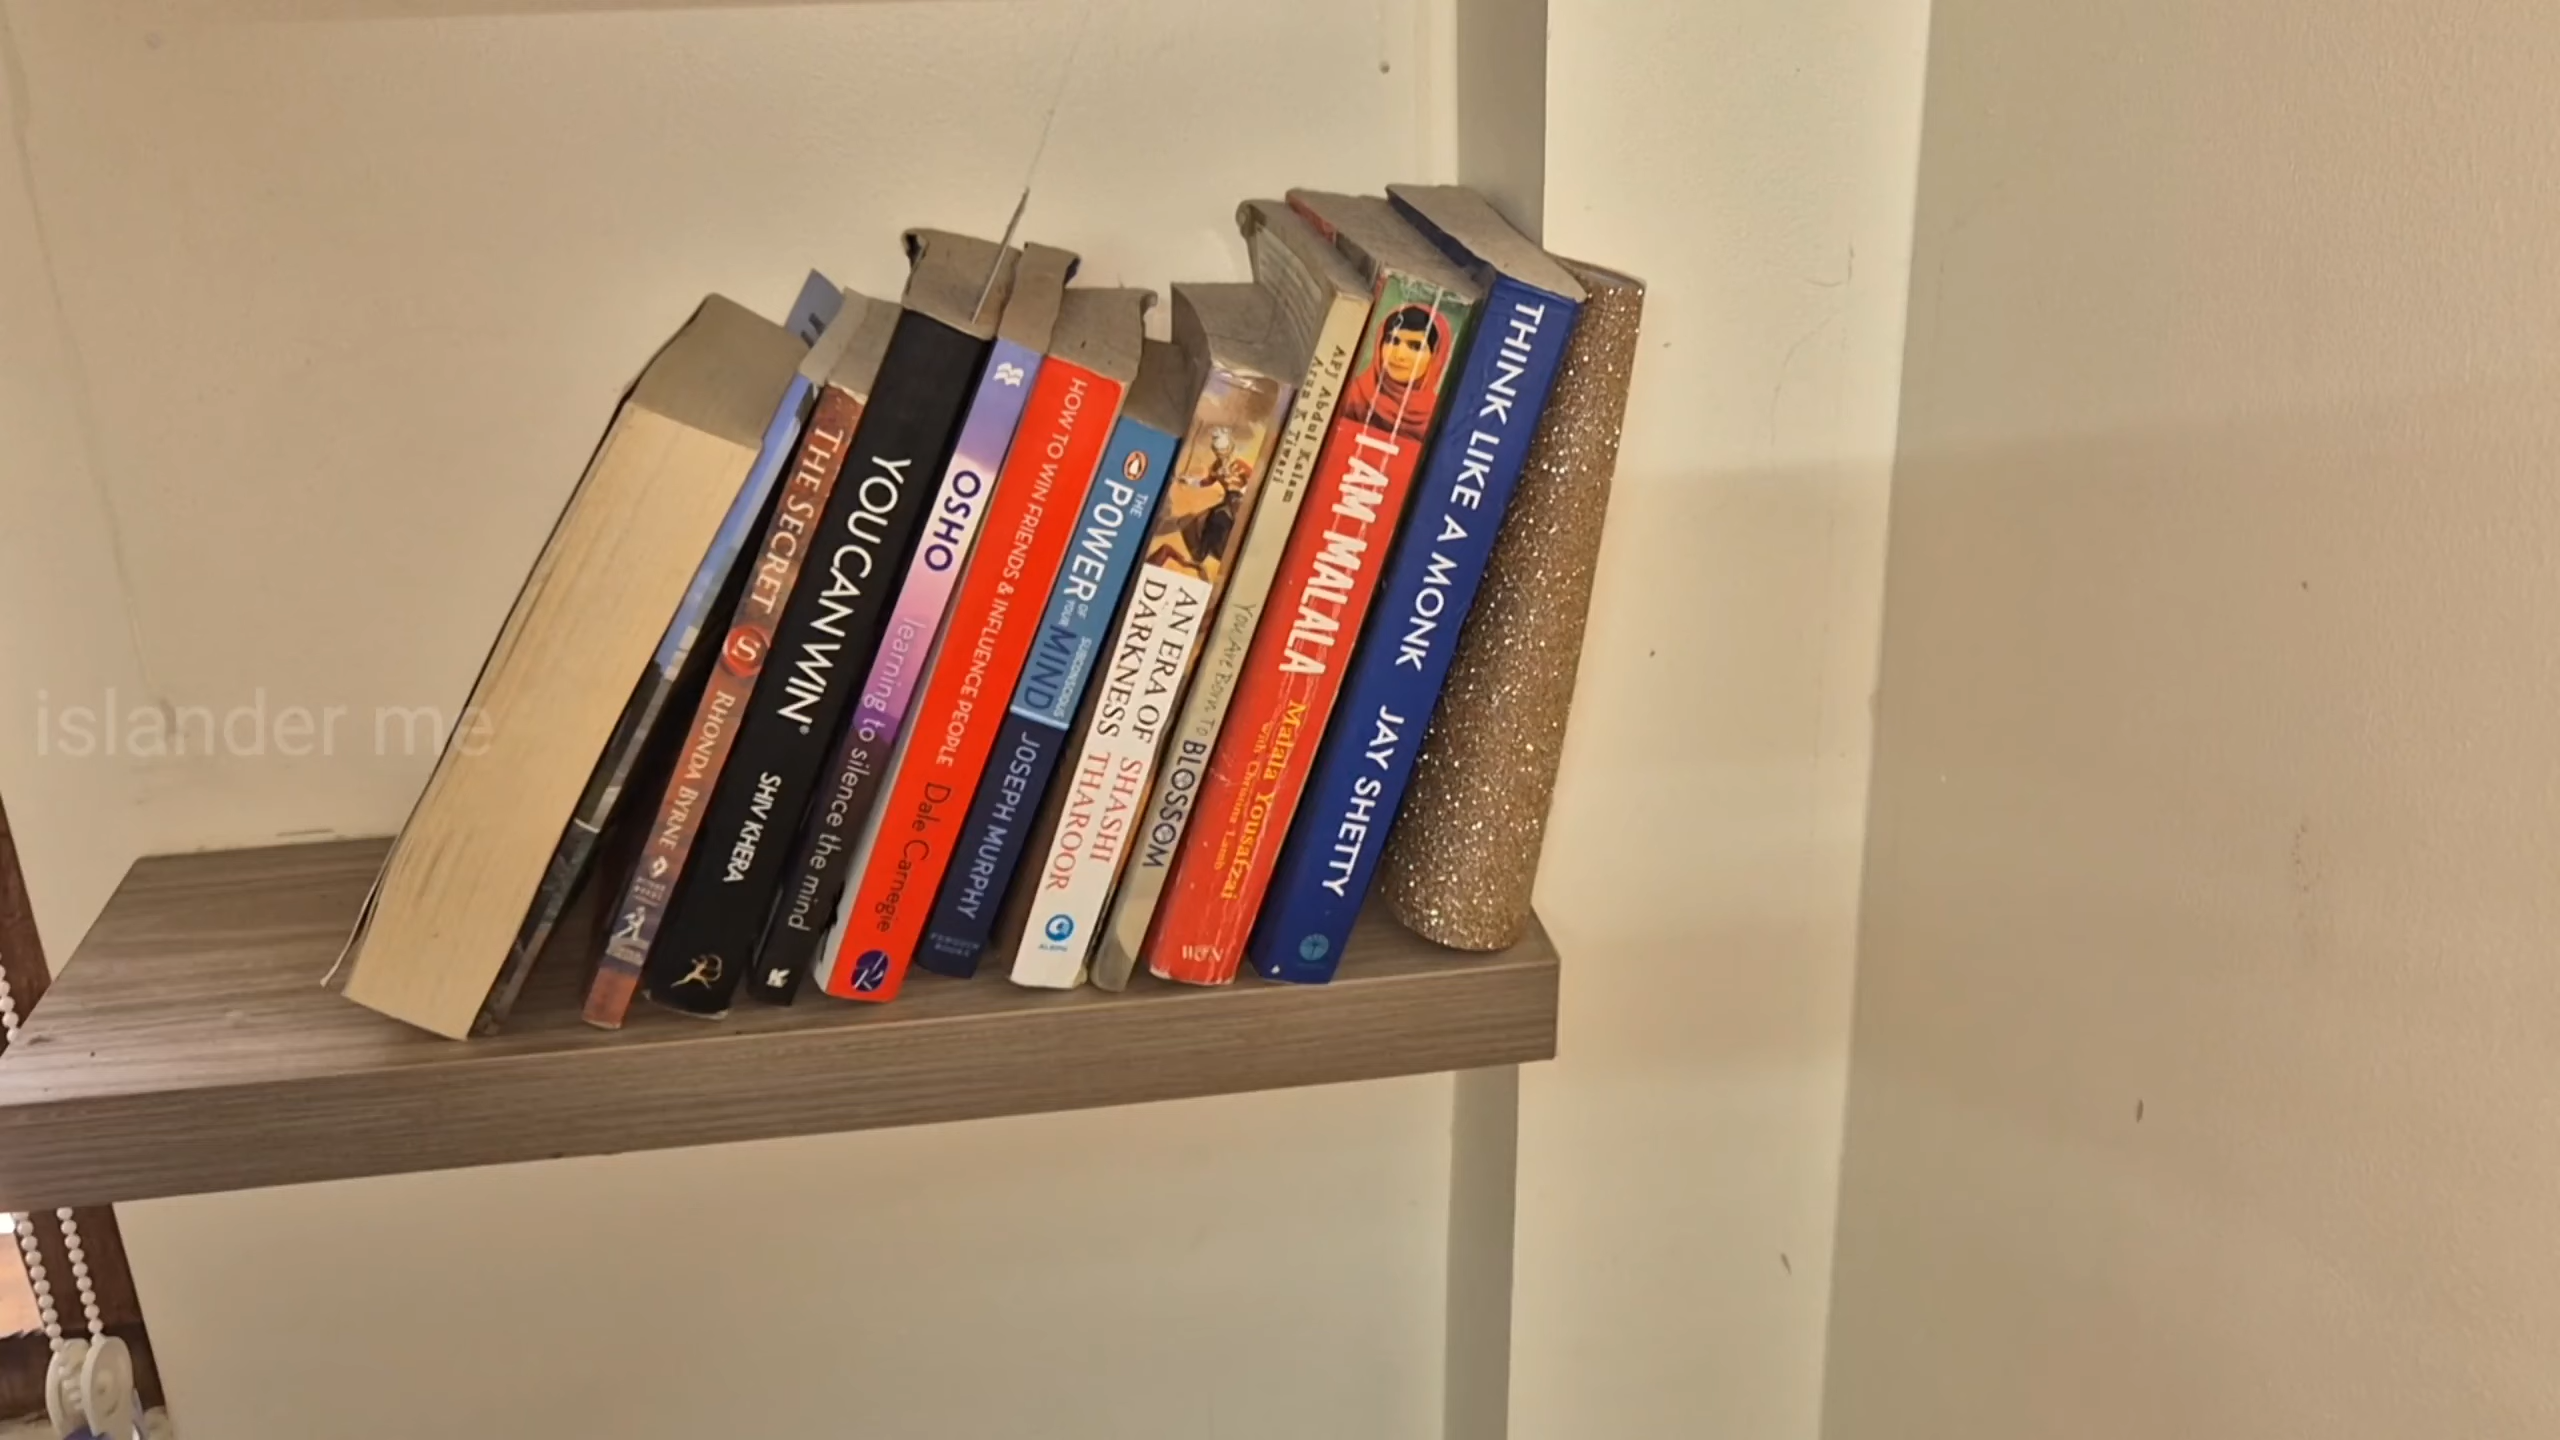 THE SECRET
RHONDA BYRNE
YOU CAN WIN
SHIV KHERA
OSHO
learning to silence the mind
HOW TO WIN FRIENDS & INFLUENCE PEOPLE
Dale Carnegie
THE
POWER
OF YOUR
SUBCONSCIOUS
MIND
JOSEPH MURPHY
PENGUIN
BOOKS
AN ERA OF
DARKNESS
SHASHI
THAROOR
ALEPH
APJ Abdul Kalam
Arun K Tiwari
You Are Born To
BLOSSOM
I AM MALALA
Malala Yousafzai
with Christina Lamb
W&N
THINK LIKE A MONK
JAY SHETTY
islander me